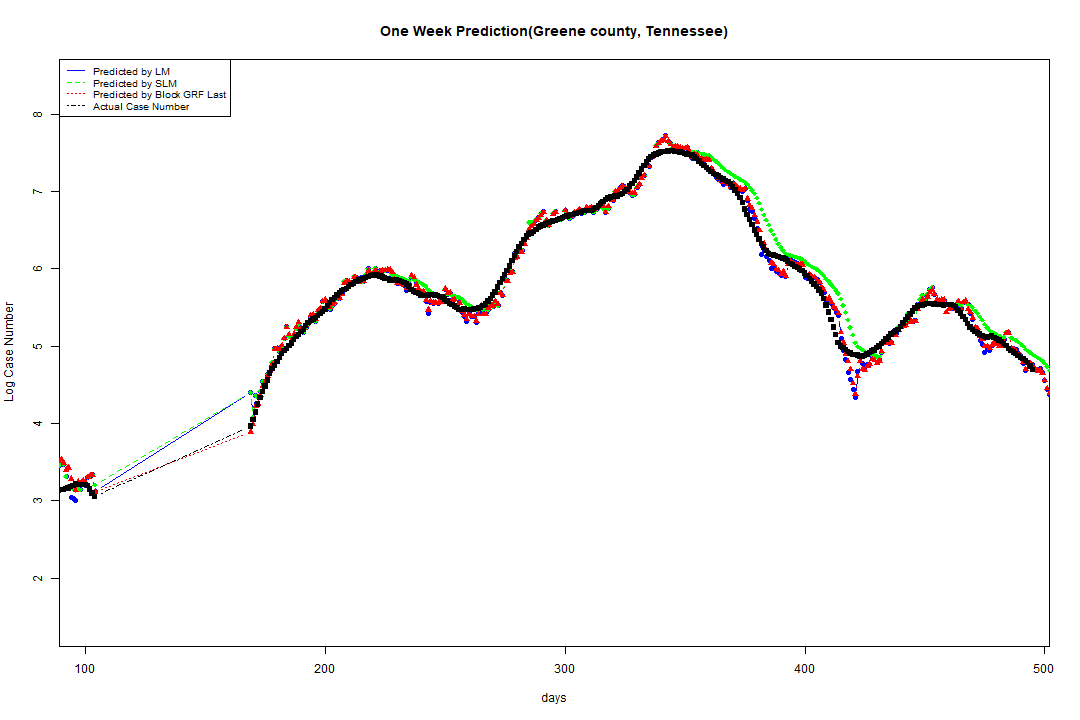 One Week Prediction(Greene county, Tennessee)
Predicted by LM
Predicted by SLM
Predicted by Block GRF Last
Actual Case Number
8
7
6
5
4
3
2
Log Case Number
100 200 300 400 500
days